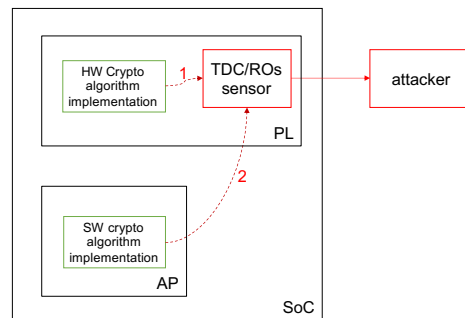 HW Crypto
algorithm
implementation
1
TDC/ROs
sensor
attacker
PL
2
SW crypto
algorithm
implementation
AP
SoC